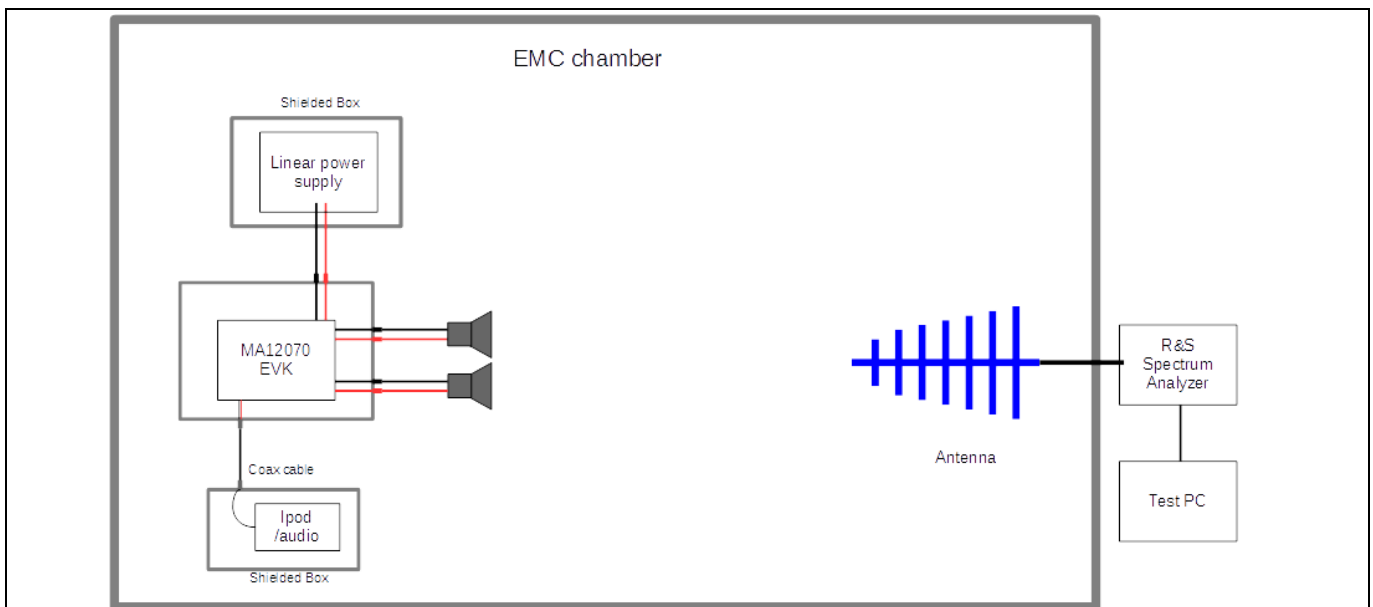 EMC chamber
Shielded Box
Linear power
supply
MA12070
EVK
Coax cable
Ipod
/audio
Shielded Box
Antenna
R&S
Spectrum
Analyzer
Test PC